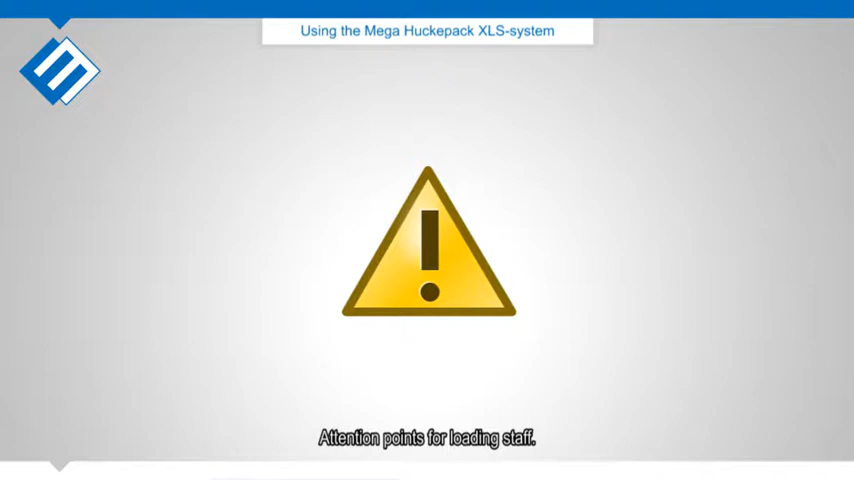 Using the Mega Huckepack XLS-system
Attention points for loading staff.